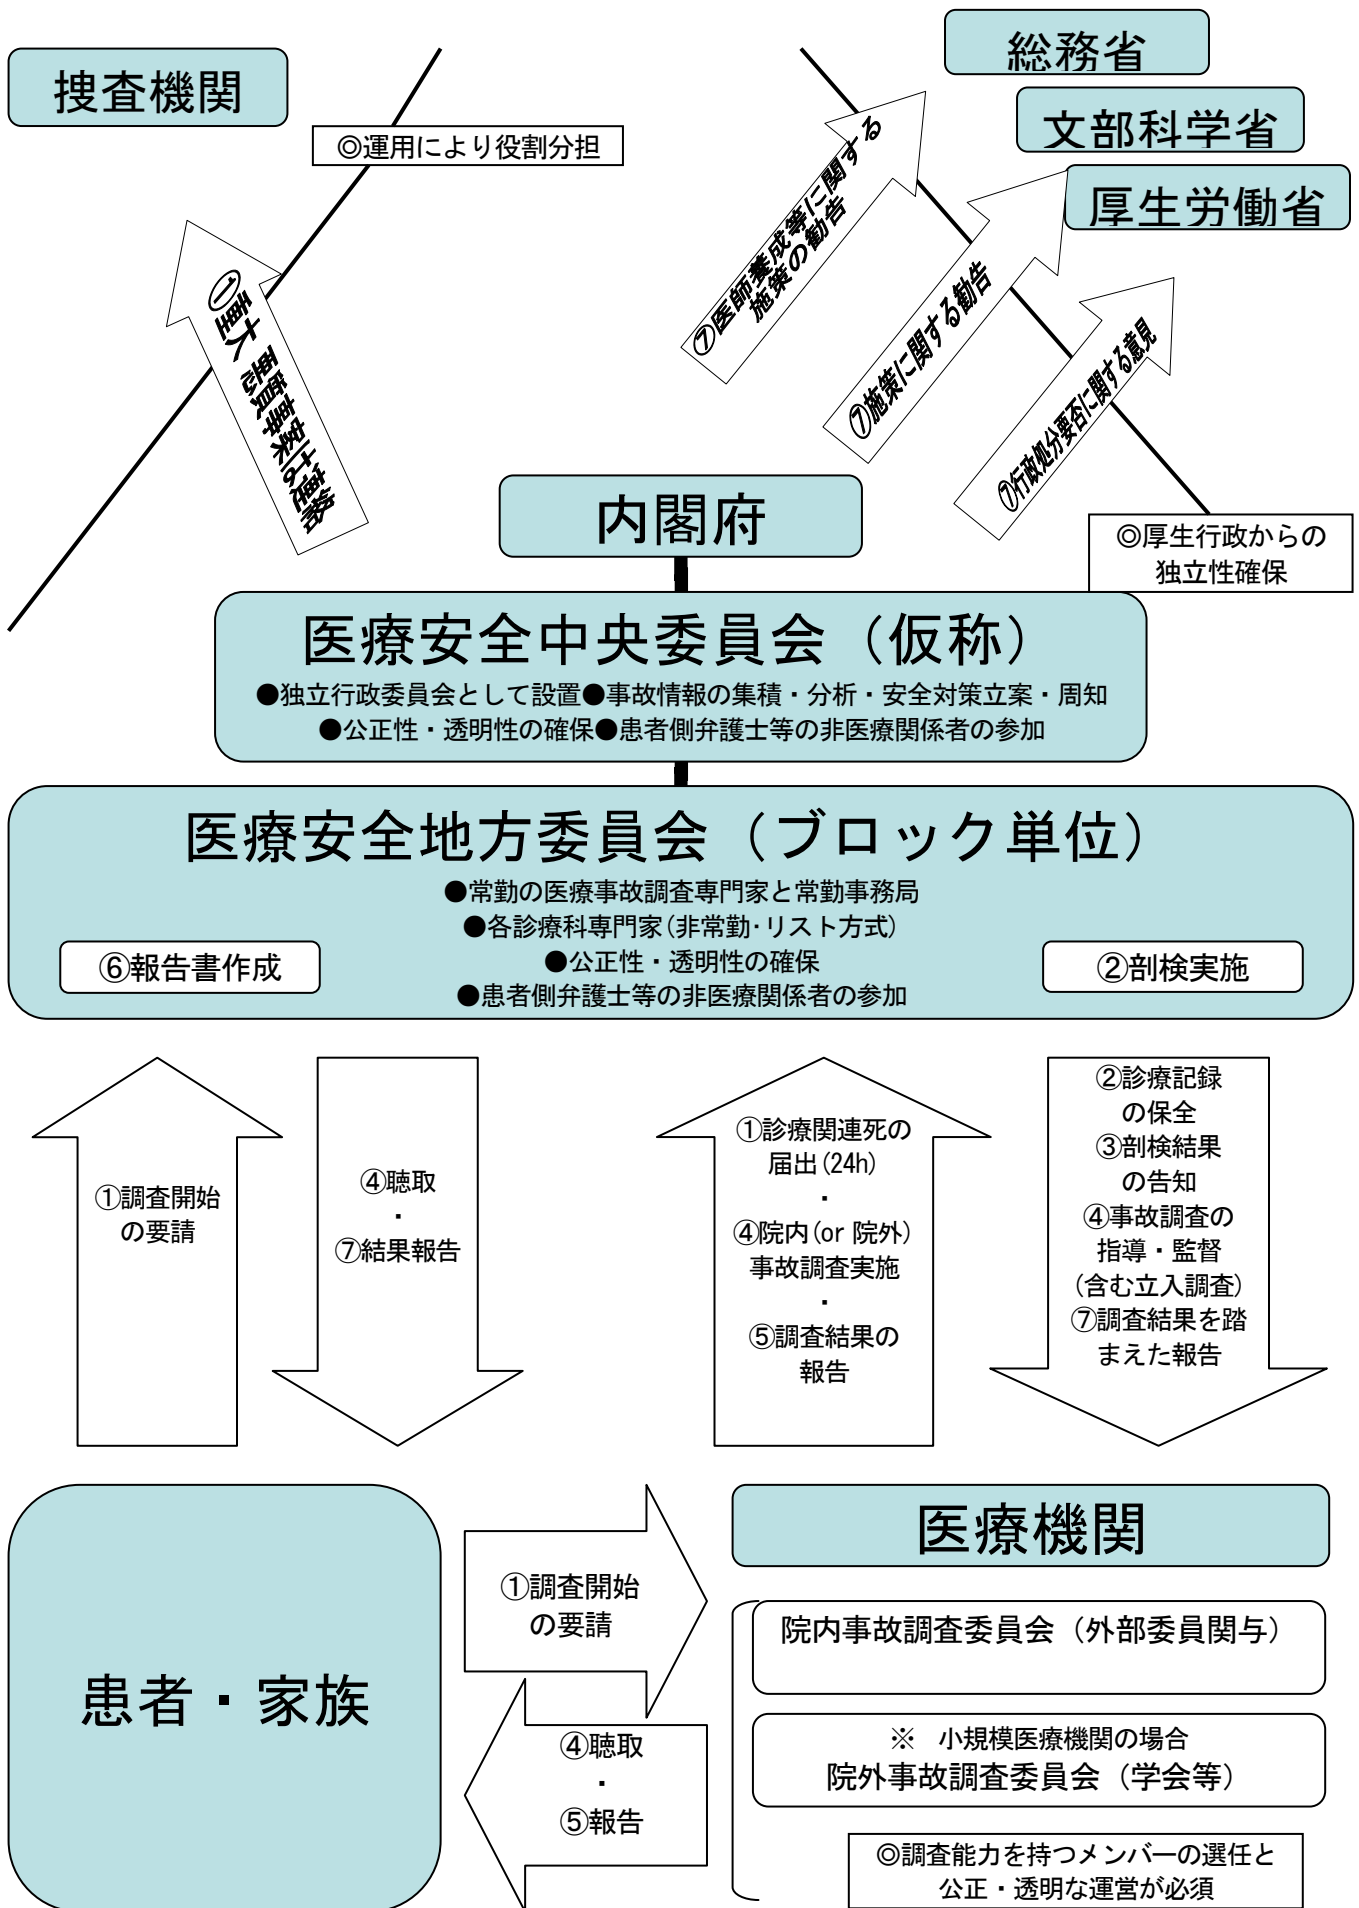 総務省
捜査機関
文部科学省
◎運用により役割分担
厚生労働省
⑦医師養成等に関する
施策の勧告
⑦施策に関する勧告
⑦行政処分要否に関する意見
①重大・悪質事案は連絡
内閣府
◎厚生行政からの
独立性確保
医療安全中央委員会（仮称）
●独立行政委員会として設置●事故情報の集積・分析・安全対策立案・周知
●公正性・透明性の確保●患者側弁護士等の非医療関係者の参加
医療安全地方委員会（ブロック単位）
●常勤の医療事故調査専門家と常勤事務局
●各診療科専門家(非常勤･リスト方式)
●公正性・透明性の確保
●患者側弁護士等の非医療関係者の参加
⑥報告書作成
②剖検実施
①調査開始
の要請
④聴取
・
⑦結果報告
①診療関連死の
届出(24h)
・
④院内(or 院外)
事故調査実施
・
⑤調査結果の
報告
②診療記録
の保全
③剖検結果
の告知
④事故調査の
指導・監督
(含む立入調査)
⑦調査結果を踏
まえた報告
患者・家族
①調査開始
の要請
④聴取
・
⑤報告
医療機関
院内事故調査委員会（外部委員関与）
※　小規模医療機関の場合
院外事故調査委員会（学会等）
◎調査能力を持つメンバーの選任と
公正・透明な運営が必須